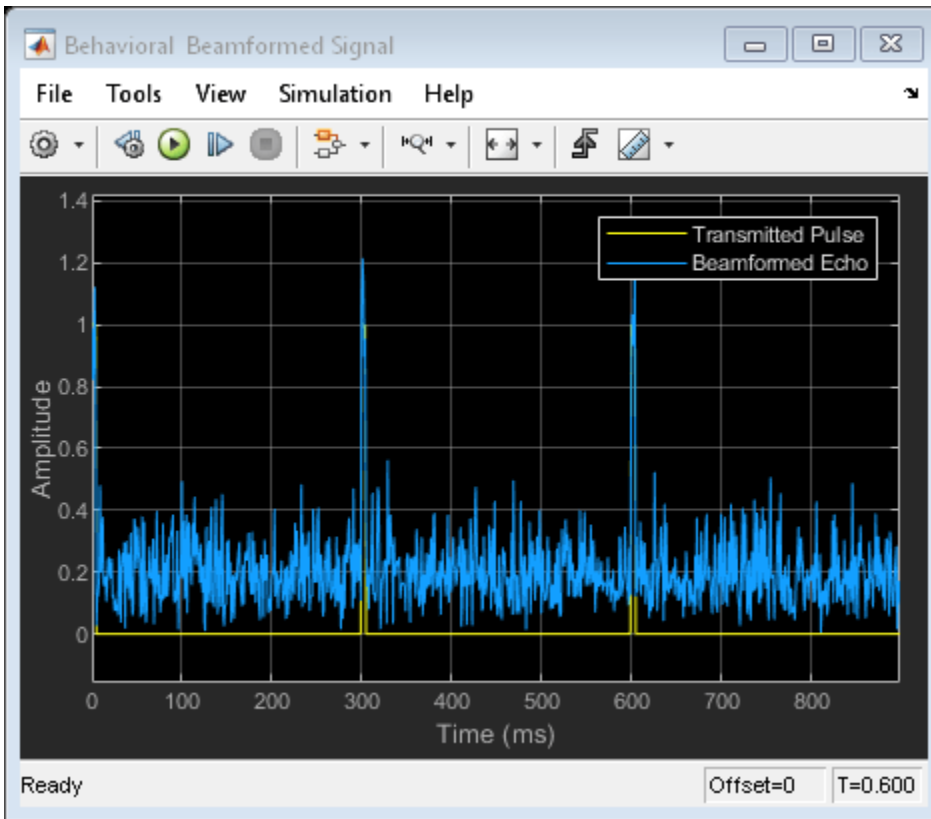 Behavioral Beamformed Signal
File Tools View Simulation Help
1.4
1.2
1
0.8
0.6
0.4
0.2
0
Amplitude
Transmitted Pulse
Beamformed Echo
0 100 200 300 400 500 600 700 800
Time (ms)
Ready Offset=0 T=0.600